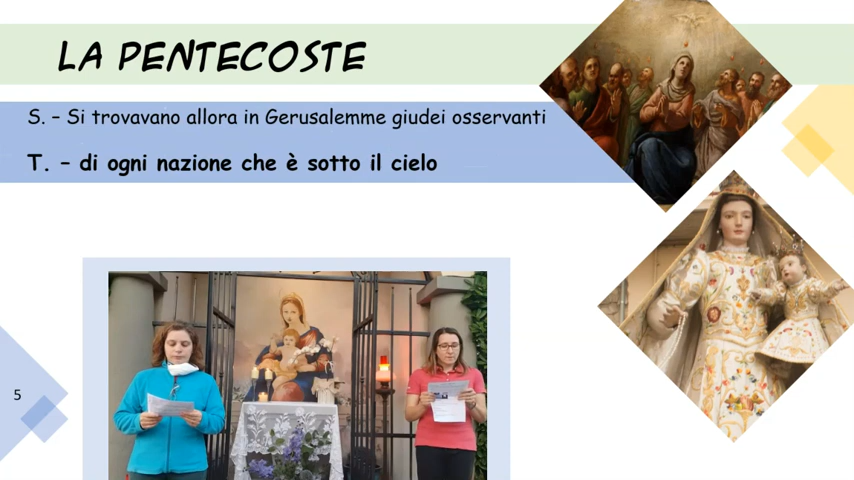 LA PENTECOSTE
S. – Si trovavano allora in Gerusalemme giudei osservanti
T. – di ogni nazione che è sotto il cielo
5